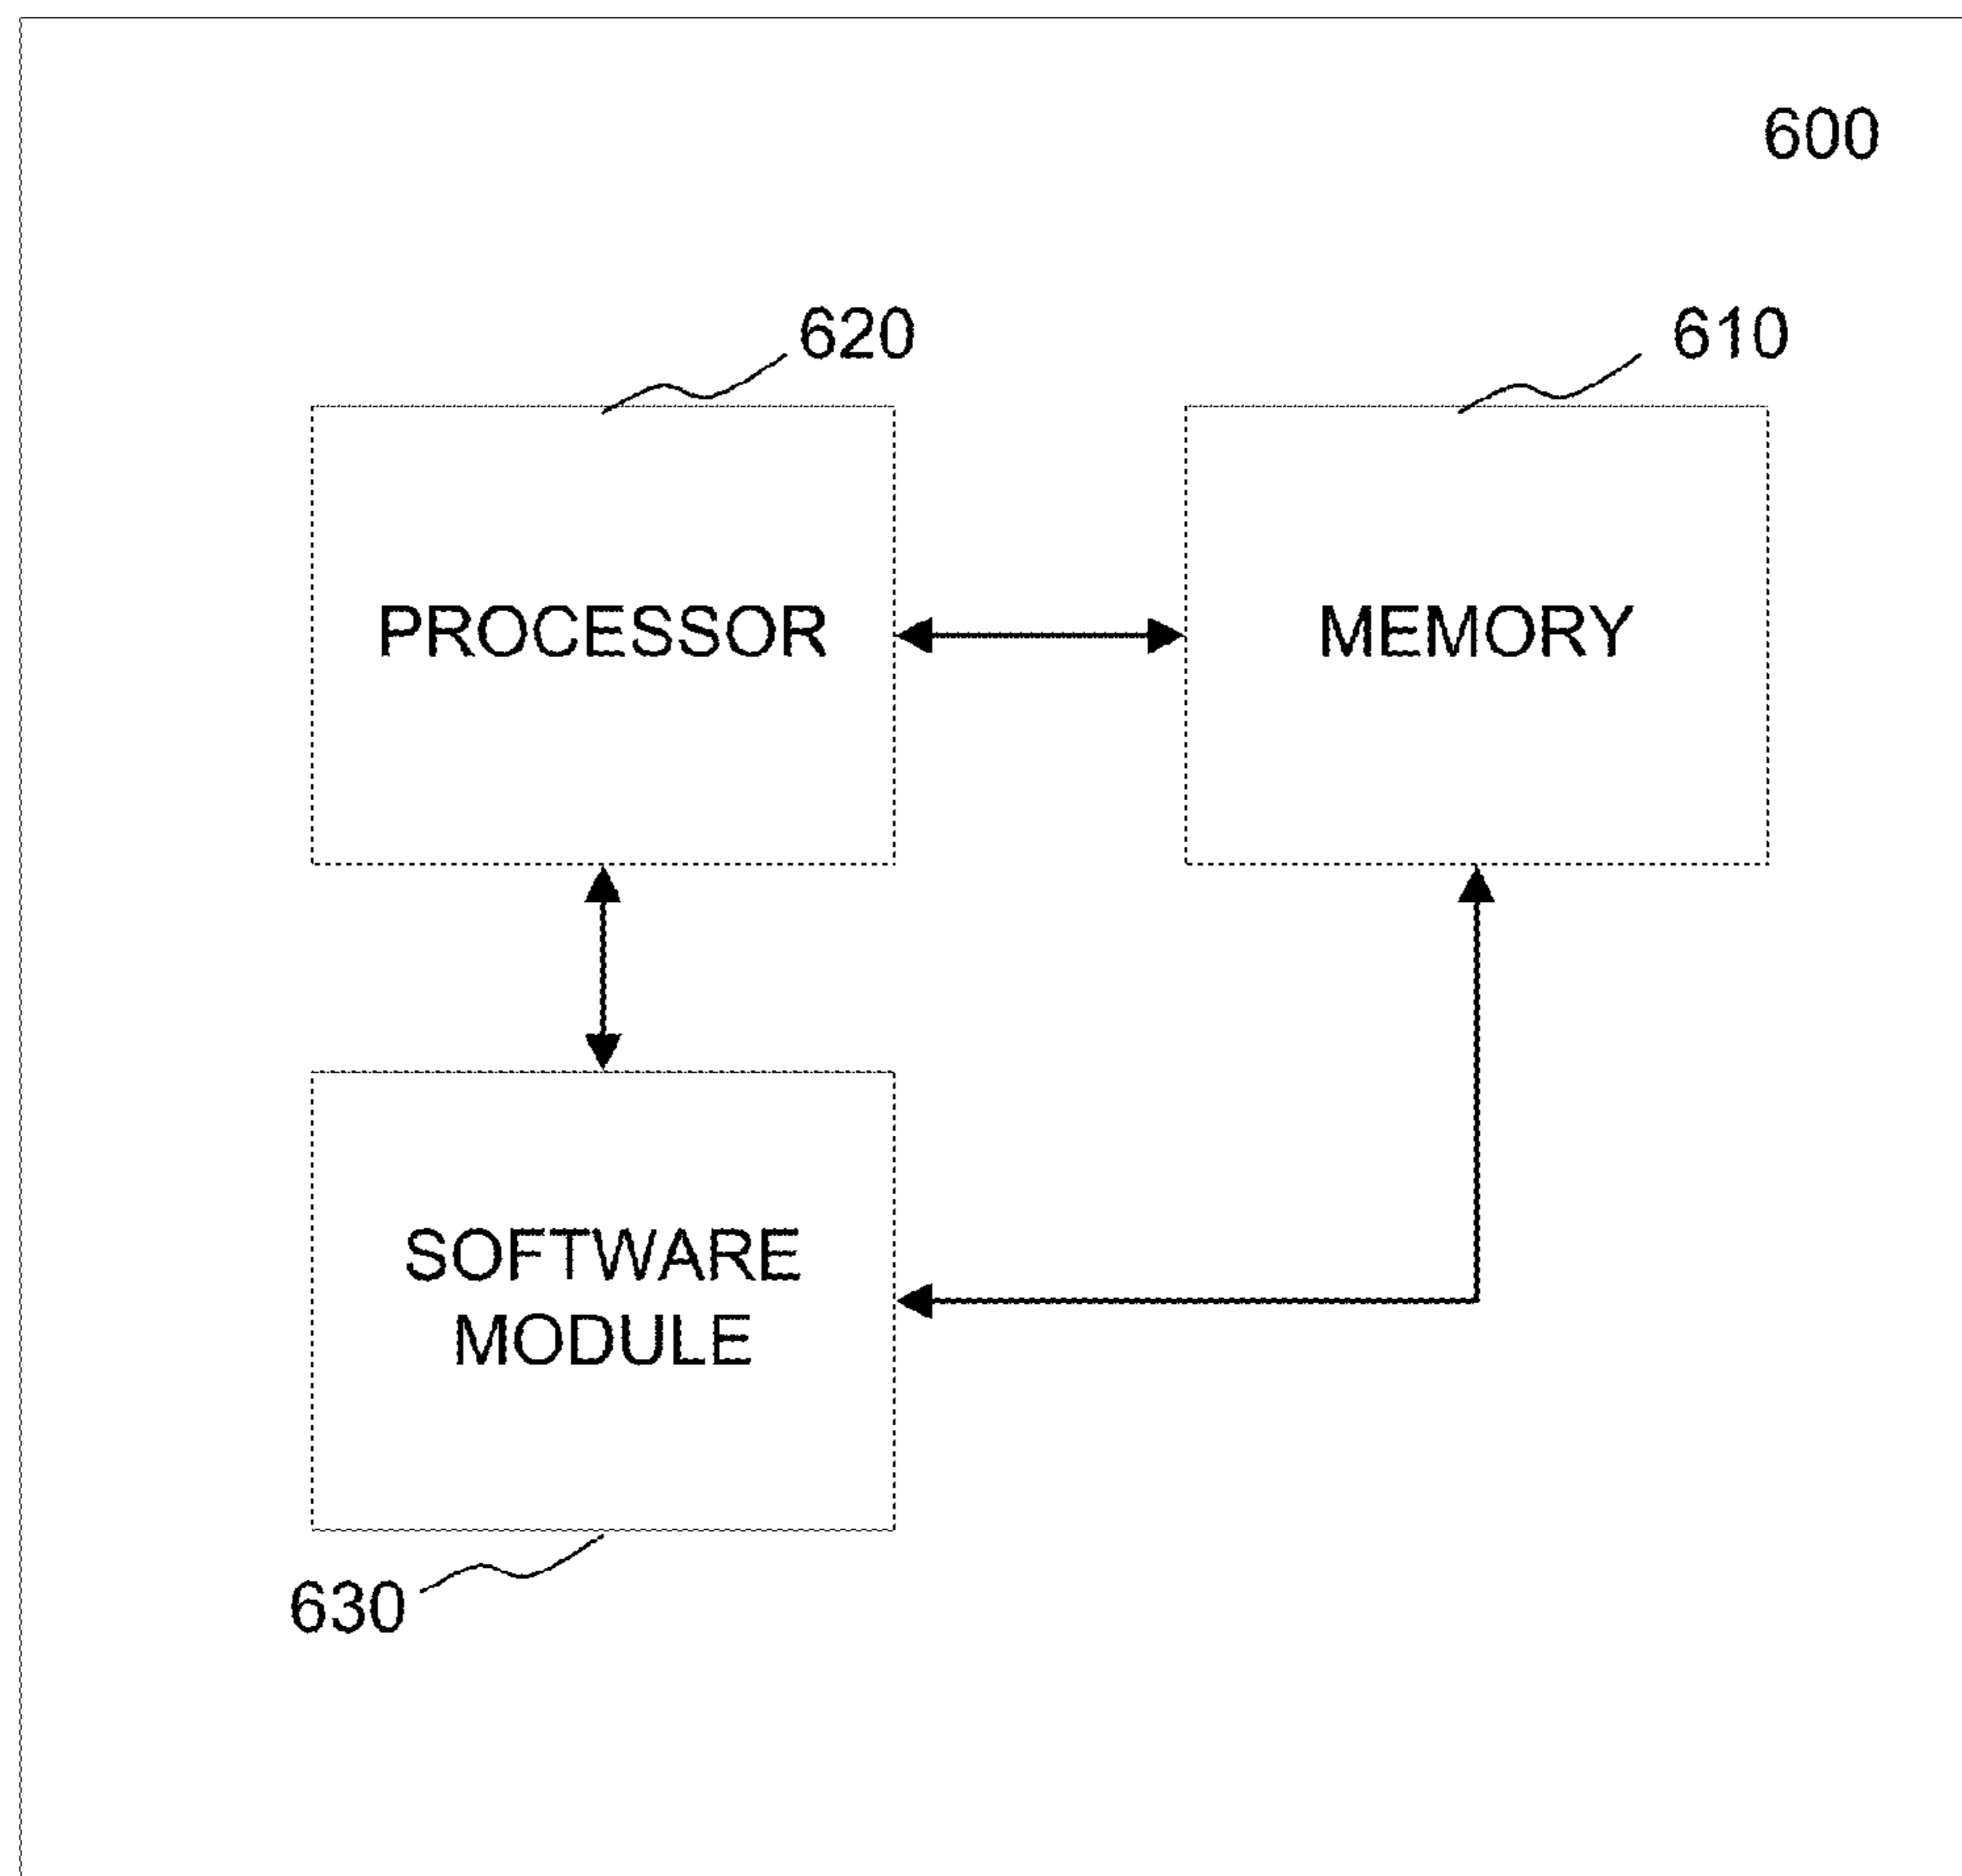 600
620
610
PROCESSOR
MEMORY
SOFTWARE
MODULE
630